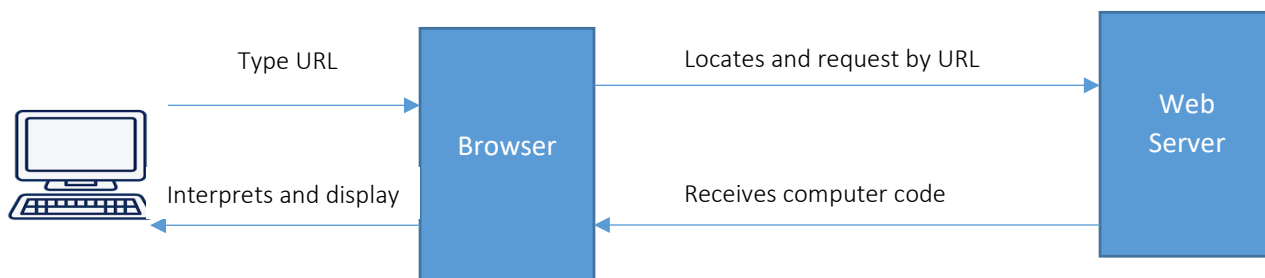 Type URL
Locates and request by URL
Web
Server
Browser
Interprets and display
Receives computer code